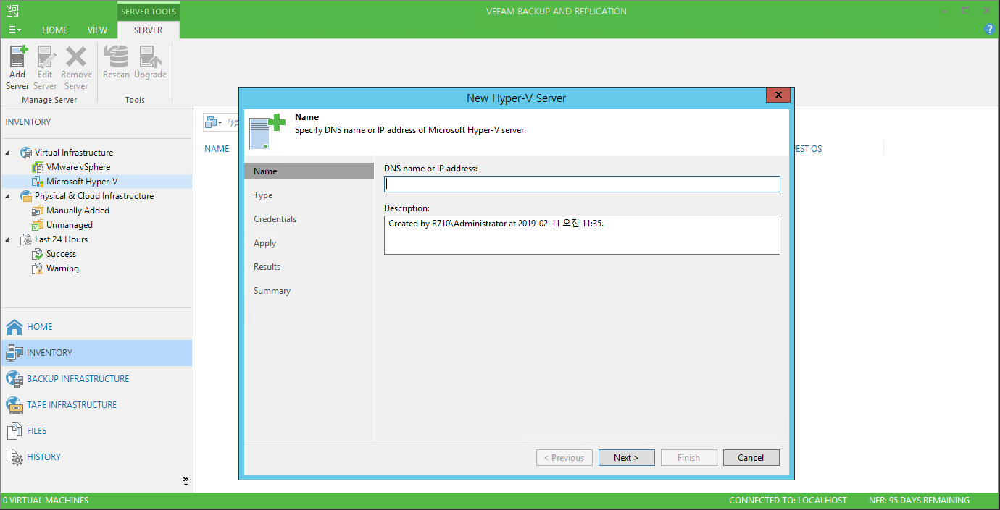 SERVER TOOLS
VEEAM BACKUP AND REPLICATION
HOME
VIEW
SERVER
?
Add Server
Edit Server
Remove Server
Rescan
Upgrade
Manage Server
Tools
INVENTORY
Virtual Infrastructure
VMware vSphere
Microsoft Hyper-V
Physical & Cloud Infrastructure
Manually Added
Unmanaged
Last 24 Hours
Success
Warning
HOME
INVENTORY
BACKUP INFRASTRUCTURE
TAPE INFRASTRUCTURE
FILES
HISTORY
NAME
New Hyper-V Server
Name
Specify DNS name or IP address of Microsoft Hyper-V server.
Name
Type
Credentials
Apply
Results
Summary
DNS name or IP address:
Description:
Created by R710\Administrator at 2019-02-11 오전 11:35.
< Previous
Next >
Finish
Cancel
OS
0 VIRTUAL MACHINES
CONNECTED TO: LOCALHOST
NFR: 95 DAYS REMAINING